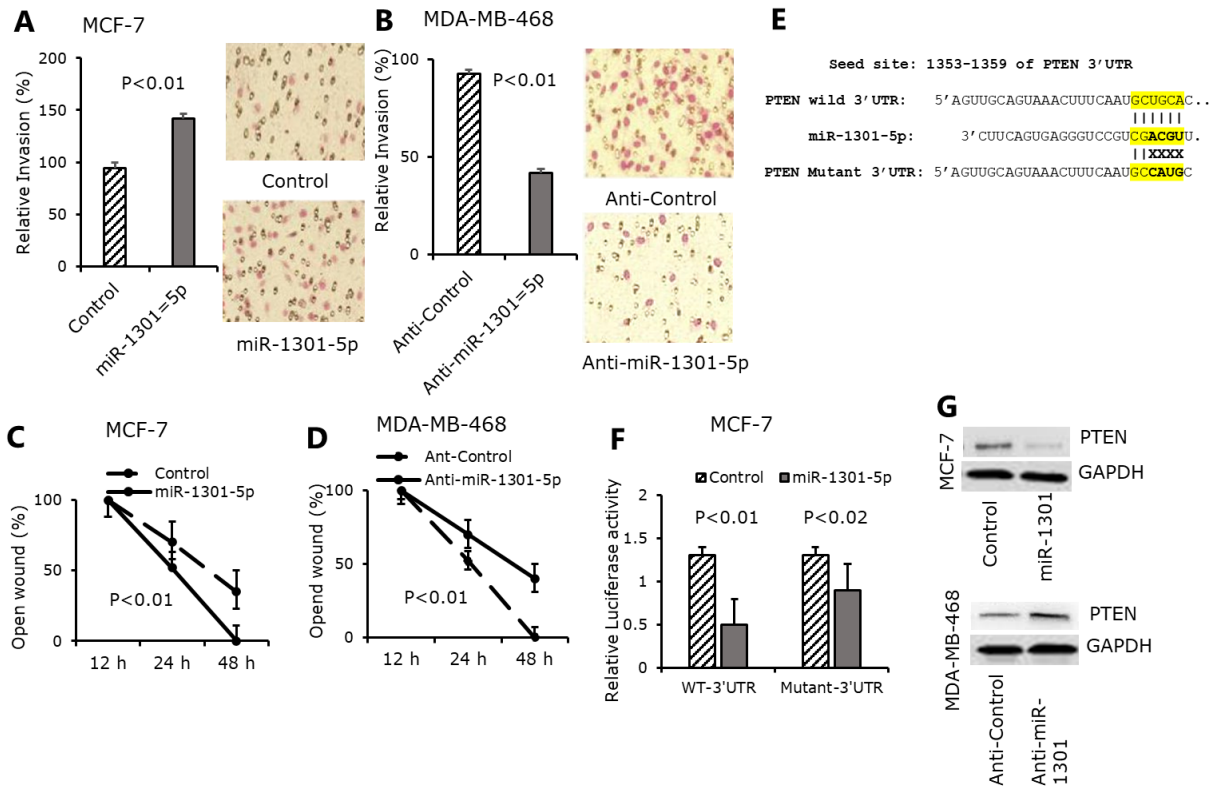 A
MCF-7
Relative Invasion (%)
200
150
100
50
0
P<0.01
Control
miR-1301=5p
Control
miR-1301-5p
B
MDA-MB-468
Relative Invasion (%)
100
50
0
P<0.01
Anti-Control
Anti-miR-1301=5p
Anti-Control
Anti-miR-1301-5p
E
Seed site: 1353-1359 of PTEN 3’UTR
PTEN wild 3’UTR: 5’AGUUGCAGUAAACUUUCAAUGCUGCAC..
||||||
miR-1301-5p: 3’CUUCAGUGAGGGUCCGUCGACGUU.
||XXXX
PTEN Mutant 3’UTR: 5’AGUUGCAGUAAACUUUCAAUGCCAUGC
C
MCF-7
Control
miR-1301-5p
Open wound (%)
100
50
0
P<0.01
12 h 24 h 48 h
D
MDA-MB-468
Ant-Control
Anti-miR-1301-5p
Opend wound (%)
100
50
0
P<0.01
12 h 24 h 48 h
F
MCF-7
Control miR-1301-5p
Relative Luciferase activity
2
1.5
1
0.5
0
P<0.01 P<0.02
WT-3'UTR Mutant-3'UTR
G
MCF-7
PTEN
GAPDH
Control
miR-1301
MDA-MB-468
PTEN
GAPDH
Anti-Control
Anti-miR-
1301